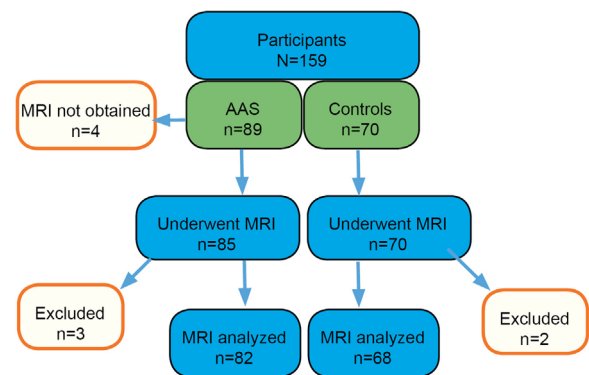 Participants
N=159
MRI not obtained
n=4
AAS
n=89
Controls
n=70
Underwent MRI
n=85
Underwent MRI
n=70
Excluded
n=3
MRI analyzed
n=82
MRI analyzed
n=68
Excluded
n=2